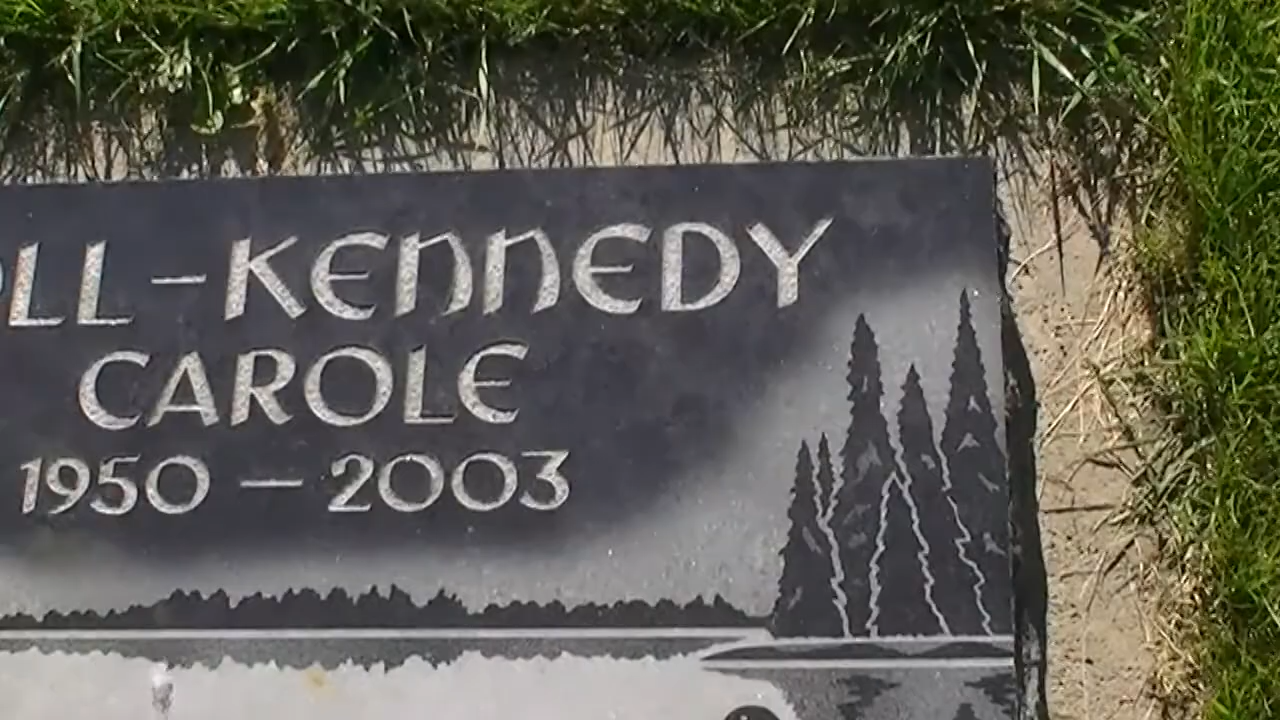 LL – KENNEDY
CAROLE
1950 – 2003